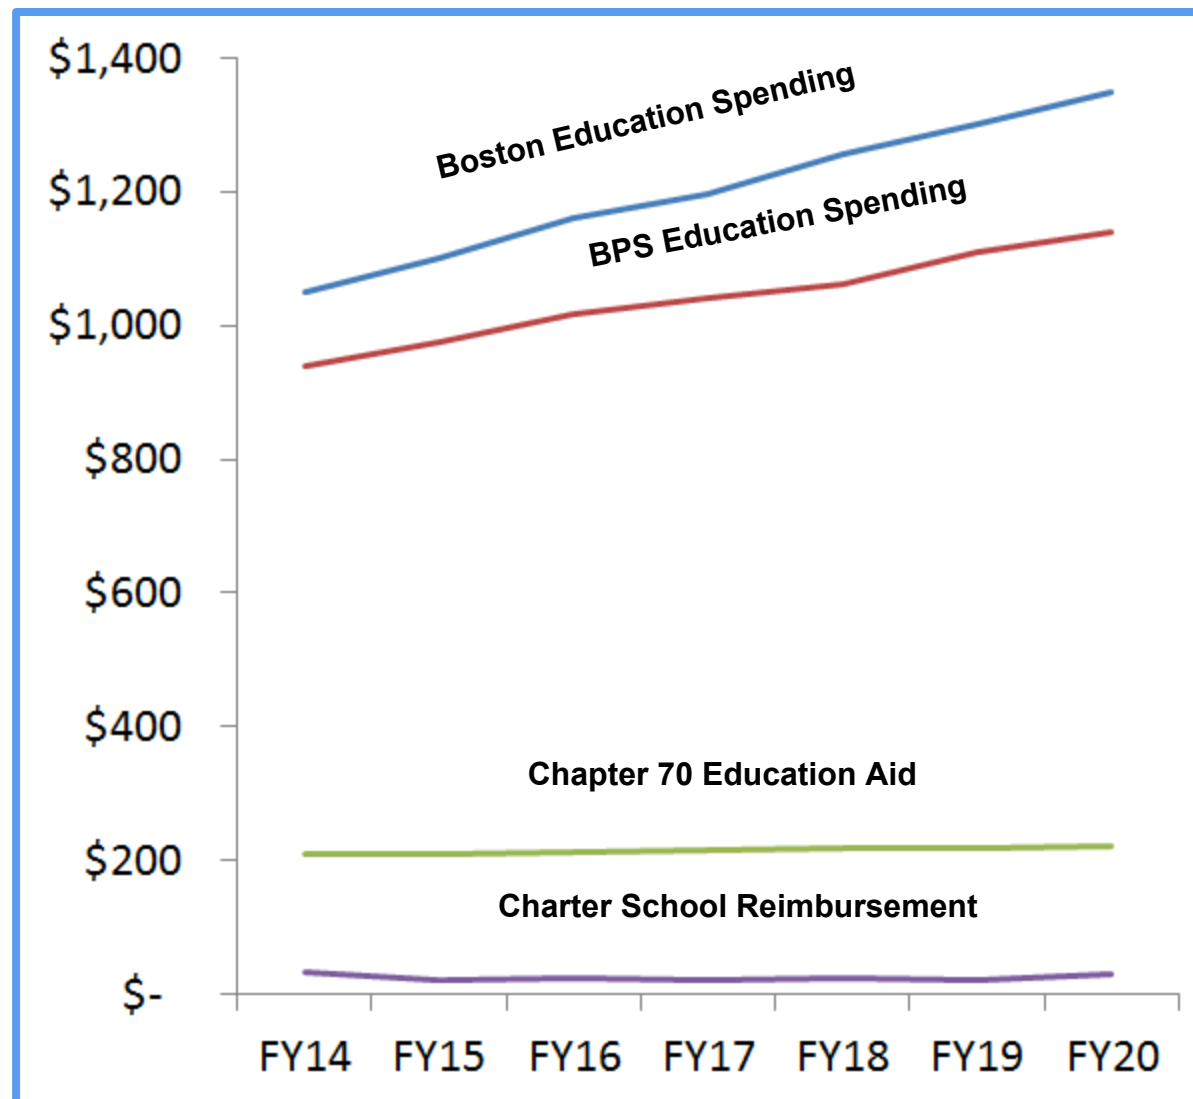 $1,400
Boston Education Spending
$1,200
BPS Education Spending
$1,000
$800
$600
$400
Chapter 70 Education Aid
$200
Charter School Reimbursement
$-
FY14 FY15 FY16 FY17 FY18 FY19 FY20